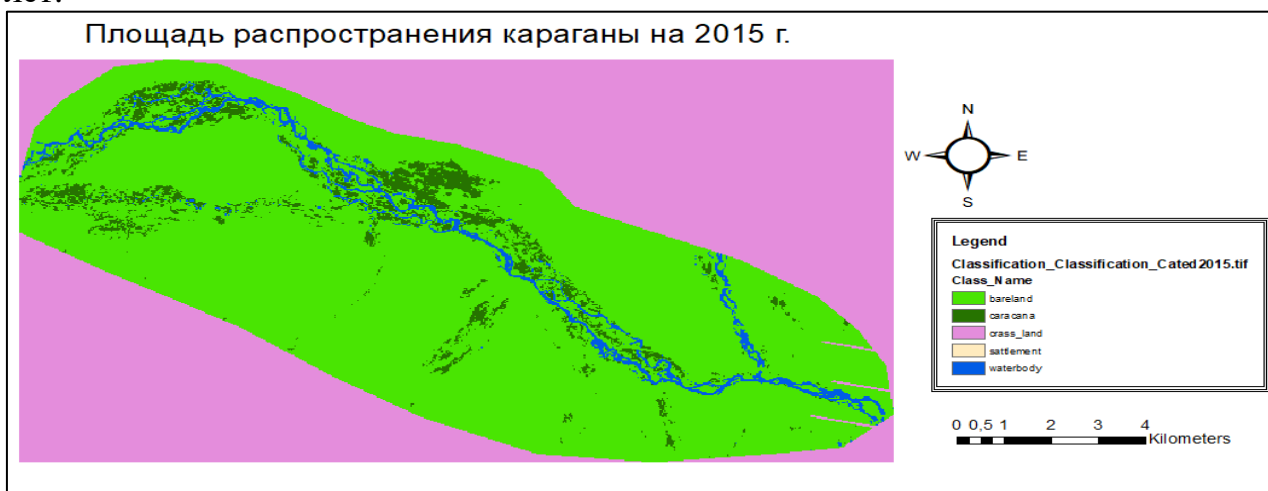 лет.
Площадь распространения караганы на 2015 г.
N
W E
S
Legend
Classification_Classification_Cated2015.tif
Class_Name
bareland
caracana
crass_land
sattlement
waterbody
0 0,5 1 2 3 4
Kilometers